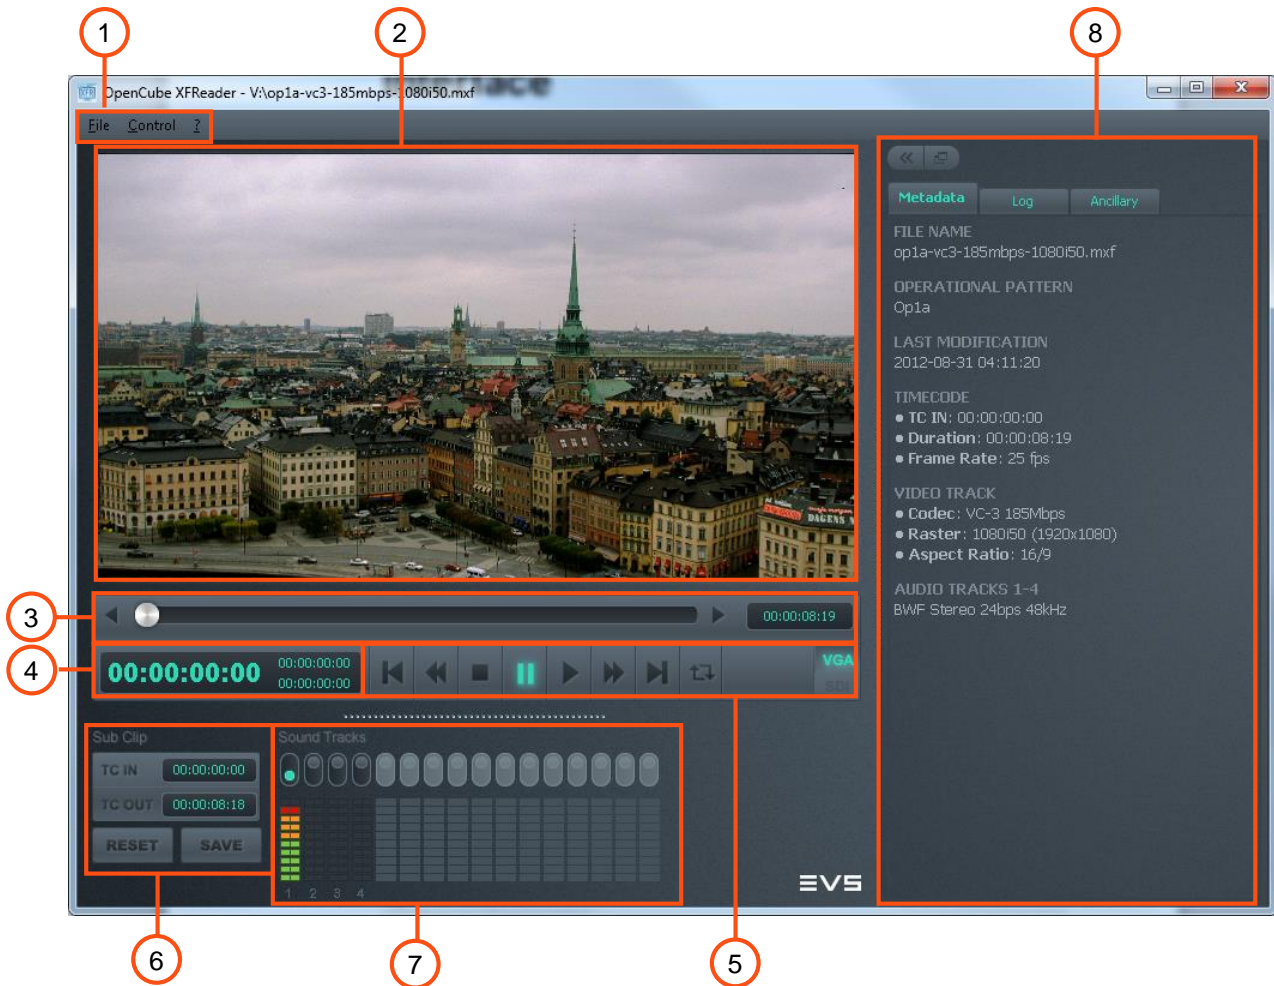 1
2
8
Interface
OpenCube XFReader - V:\op1a-vc3-185mbps-1080i50.mxf
File Control ?
Metadata Log Ancillary
FILE NAME
op1a-vc3-185mbps-1080i50.mxf
OPERATIONAL PATTERN
Op1a
LAST MODIFICATION
2012-08-31 04:11:20
TIMECODE
• TC IN: 00:00:00:00
• Duration: 00:00:08:19
• Frame Rate: 25 fps
VIDEO TRACK
• Codec: VC-3 185Mbps
• Raster: 1080i50 (1920x1080)
• Aspect Ratio: 16/9
AUDIO TRACKS 1-4
BWF Stereo 24bps 48kHz
DAGENS
3
00:00:08:19
4
00:00:00:00
00:00:00:00
00:00:00:00
VGA
SDI
Sub Clip
TC IN 00:00:00:00
TC OUT 00:00:08:18
RESET SAVE
Sound Tracks
1 2 3 4
EVS
6
7
5